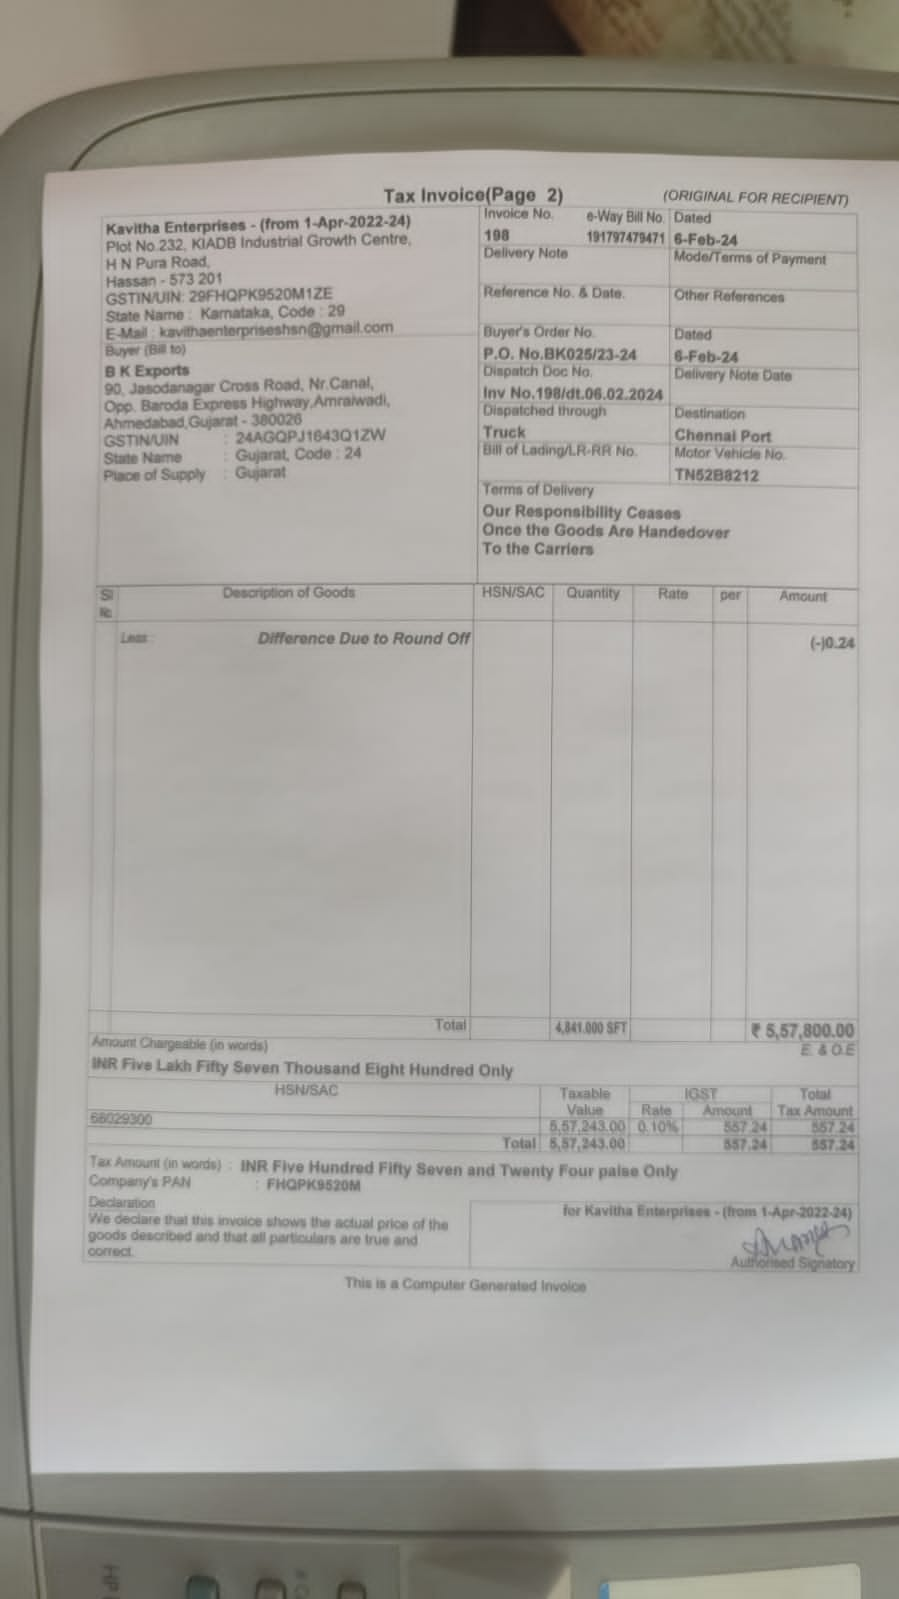 Tax Invoice(Page 2)
(ORIGINAL FOR RECIPIENT)
Kavitha Enterprises - (from 1-Apr-2022-24)
Plot No.232, KIADB Industrial Growth Centre,
H N Pura Road,
Hassan - 573 201
GSTIN/UIN: 29FHQPK9520M1ZE
State Name : Karnataka, Code : 29
E-Mail : kavithaenterpriseshsn@gmail.com
Buyer (Bill to)
B K Exports
90, Jasodanagar Cross Road, Nr.Canal,
Opp. Baroda Express Highway,Amraiwadi,
Ahmedabad,Gujarat - 380026
GSTIN/UIN : 24AGQPJ1643Q1ZW
State Name : Gujarat, Code : 24
Place of Supply : Gujarat
Invoice No. e-Way Bill No. Dated
198 191797479471 6-Feb-24
Delivery Note Mode/Terms of Payment
Reference No. & Date. Other References
Buyer's Order No. Dated
P.O. No.BK025/23-24 6-Feb-24
Dispatch Doc No. Delivery Note Date
Inv No.198/dt.06.02.2024
Dispatched through Destination
Truck Chennai Port
Bill of Lading/LR-RR No. Motor Vehicle No.
TN52B8212
Terms of Delivery
Our Responsibility Ceases
Once the Goods Are Handedover
To the Carriers
Sl Description of Goods HSN/SAC Quantity Rate per Amount
No.
Less : Difference Due to Round Off (-)0.24
Total 4,841.000 SFT ₹ 5,57,800.00
Amount Chargeable (in words) E. & O.E
INR Five Lakh Fifty Seven Thousand Eight Hundred Only
HSN/SAC Taxable IGST Total
Value Rate Amount Tax Amount
68029300 5,57,243.00 0.10% 557.24 557.24
Total 5,57,243.00 557.24 557.24
Tax Amount (in words) : INR Five Hundred Fifty Seven and Twenty Four paise Only
Company's PAN : FHQPK9520M
Declaration
We declare that this invoice shows the actual price of the
goods described and that all particulars are true and
correct.
for Kavitha Enterprises - (from 1-Apr-2022-24)
Authorised Signatory
This is a Computer Generated Invoice
HP